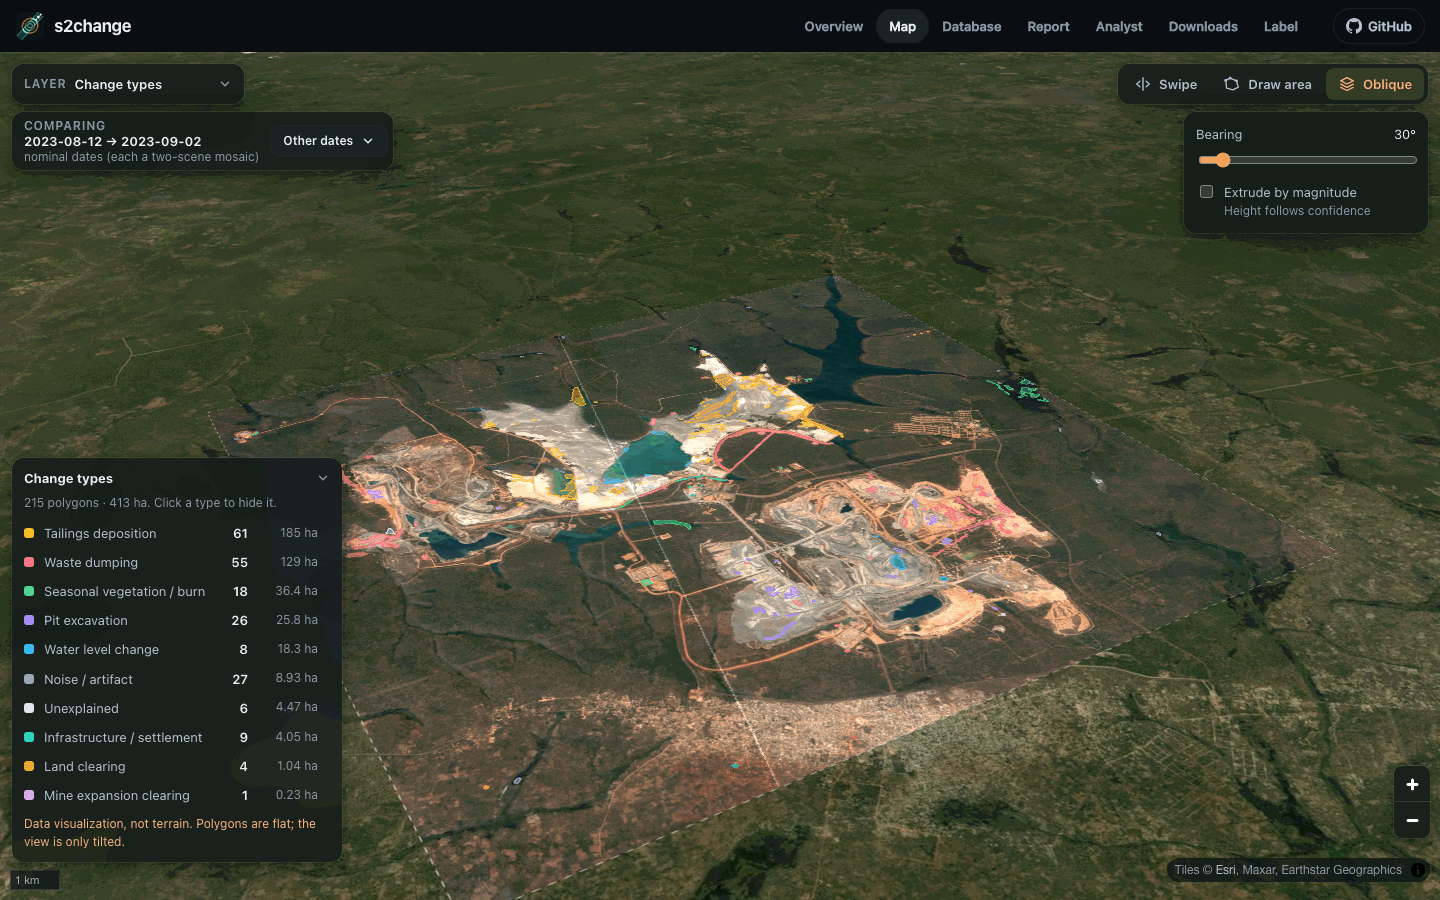 s2change
Overview Map Database Report Analyst Downloads Label GitHub
LAYER Change types
Swipe Draw area Oblique
COMPARING
2023-08-12 → 2023-09-02
nominal dates (each a two-scene mosaic)
Other dates
Bearing 30°
Extrude by magnitude
Height follows confidence
Change types
215 polygons · 413 ha. Click a type to hide it.
Tailings deposition 61 185 ha
Waste dumping 55 129 ha
Seasonal vegetation / burn 18 36.4 ha
Pit excavation 26 25.8 ha
Water level change 8 18.3 ha
Noise / artifact 27 8.93 ha
Unexplained 6 4.47 ha
Infrastructure / settlement 9 4.05 ha
Land clearing 4 1.04 ha
Mine expansion clearing 1 0.23 ha
Data visualization, not terrain. Polygons are flat; the
view is only tilted.
+
−
1 km
Tiles © Esri, Maxar, Earthstar Geographics